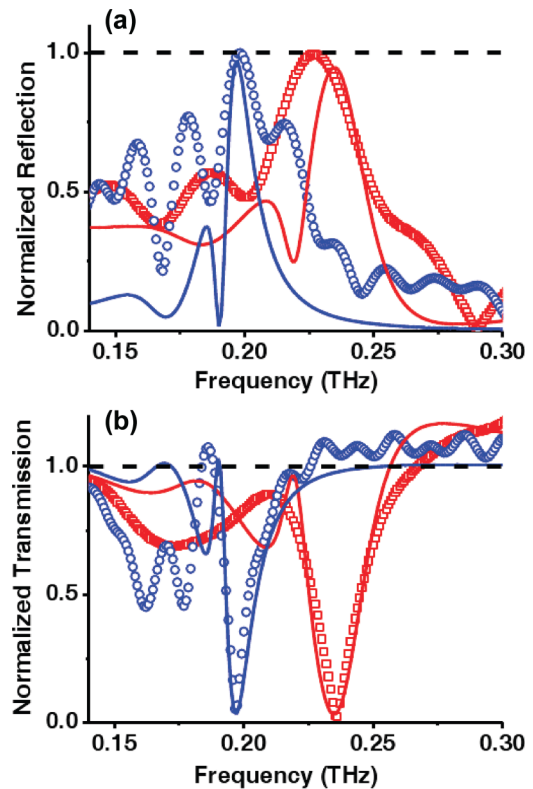 (a)
1.0
0.5
0.0
Normalized Reflection
0.15 0.20 0.25 0.30
Frequency (THz)
(b)
1.0
0.5
0.0
Normalized Transmission
0.15 0.20 0.25 0.30
Frequency (THz)